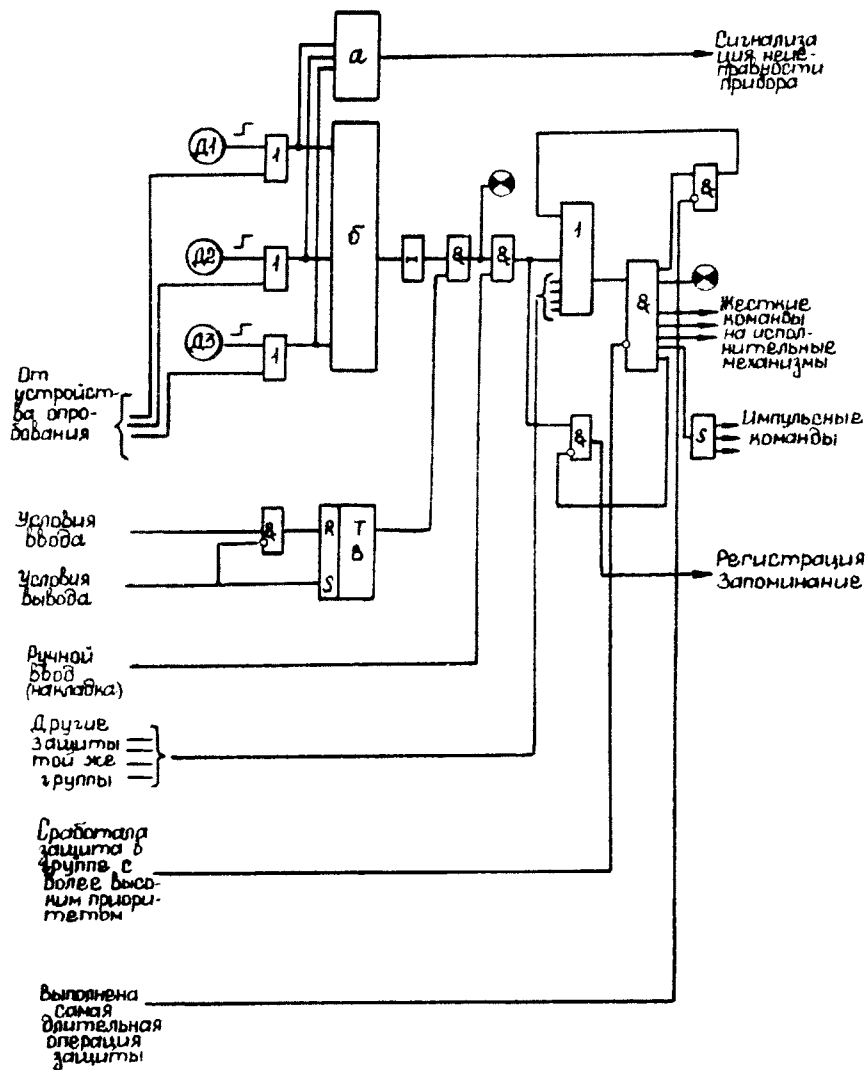 а
Сигнализа
ция неис-
правности
прибора
Д1
1
б
1
&
Д2
1
&
&
&
Д3
1
Жесткие
команды
на испол-
нительные
механизмы
От
устройст-
ва опро-
бования
&
S
Импульсные
команды
Условия
ввода
&
R
T
В
S
Условия
вывода
Регистрация
Запоминание
Ручной
ввод
(накладка)
Другие
защиты
той же
группы
Сработала
защита в
группе с
более высо-
ким приори-
тетом
Выполнена
самая
длительная
операция
защиты